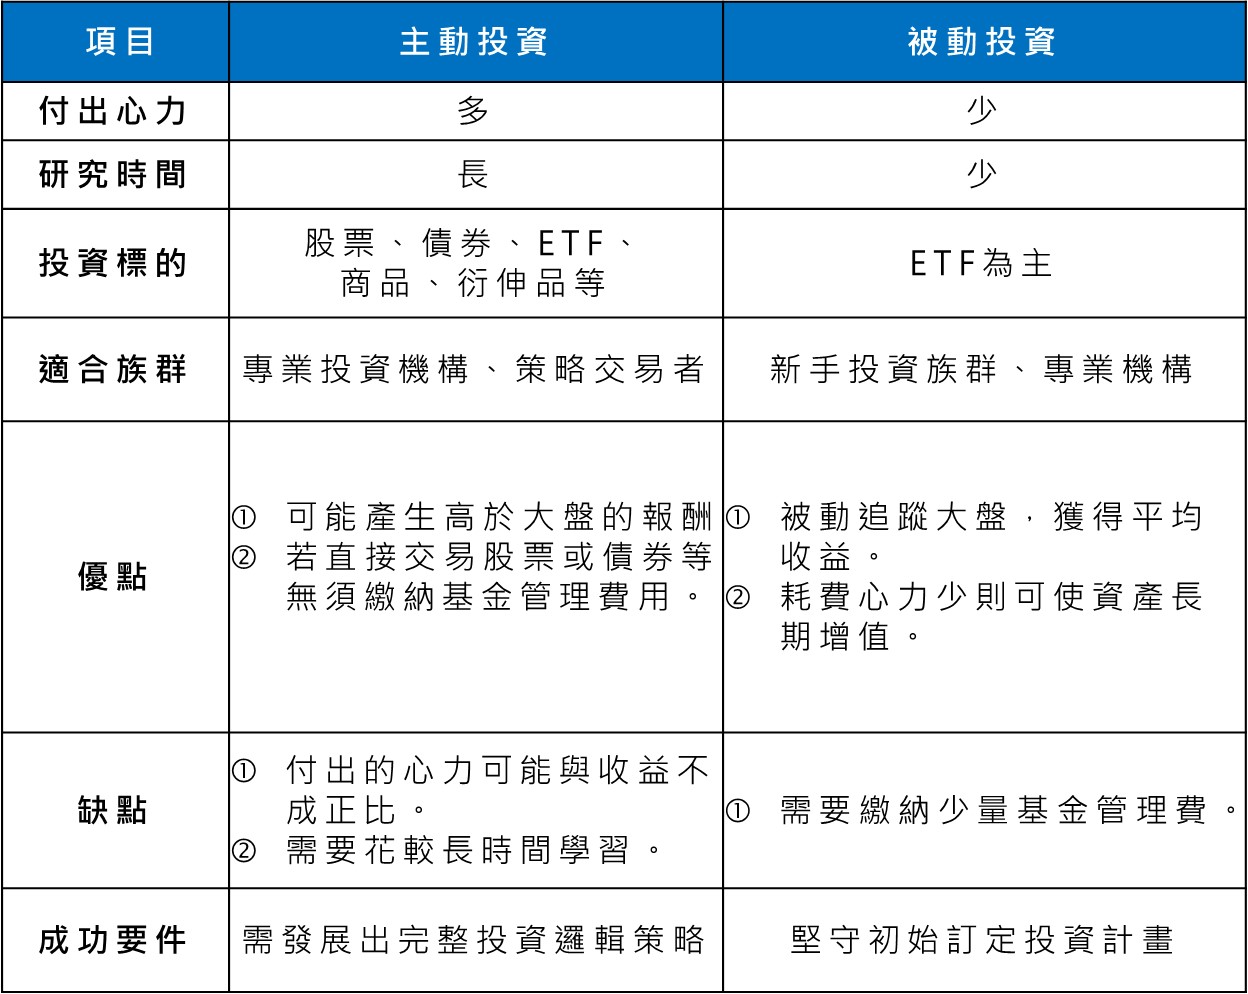 項目 主動投資 被動投資
付出心力 多 少
研究時間 長 少
投資標的 股票、債券、ETF、
商品、衍伸品等 ETF為主
適合族群 專業投資機構、策略交易者 新手投資族群、專業機構
優點
① 可能產生高於大盤的報酬
② 若直接交易股票或債券等
無須繳納基金管理費用。
① 被動追蹤大盤，獲得平均
收益。
② 耗費心力少則可使資產長
期增值。
缺點
① 付出的心力可能與收益不
成正比。
② 需要花較長時間學習。
① 需要繳納少量基金管理費。
成功要件 需發展出完整投資邏輯策略 堅守初始訂定投資計畫